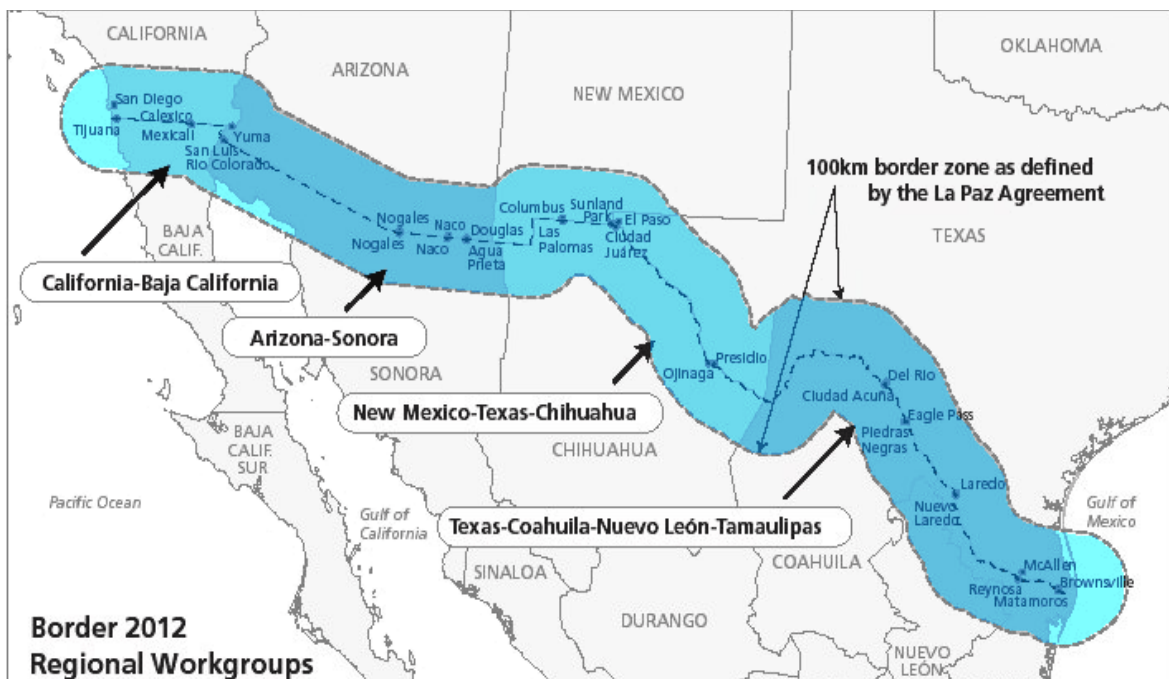 CALIFORNIA
ARIZONA
NEW MEXICO
OKLAHOMA
San Diego
Calexico
Tijuana
Mexicali
Yuma
San Luis
Rio Colorado
100km border zone as defined
by the La Paz Agreement
TEXAS
BAJA
CALIF.
Nogales
Nogales
Naco
Naco
Douglas
Agua
Prieta
Columbus
Las
Palomas
Sunland
Park
El Paso
Ciudad
Juárez
California-Baja California
Arizona-Sonora
SONORA
Ojinaga
Presidio
New Mexico-Texas-Chihuahua
CHIHUAHUA
Ciudad Acuña
Del Rio
Eagle Pass
Piedras
Negras
BAJA
CALIF.
SUR
Pacific Ocean
Gulf of
California
Texas-Coahuila-Nuevo León-Tamaulipas
Laredo
Nuevo
Laredo
Gulf of
Mexico
SINALOA
COAHUILA
McAllen
Reynosa
Brownsville
Matamoros
DURANGO
NUEVO
LEÓN
Border 2012
Regional Workgroups